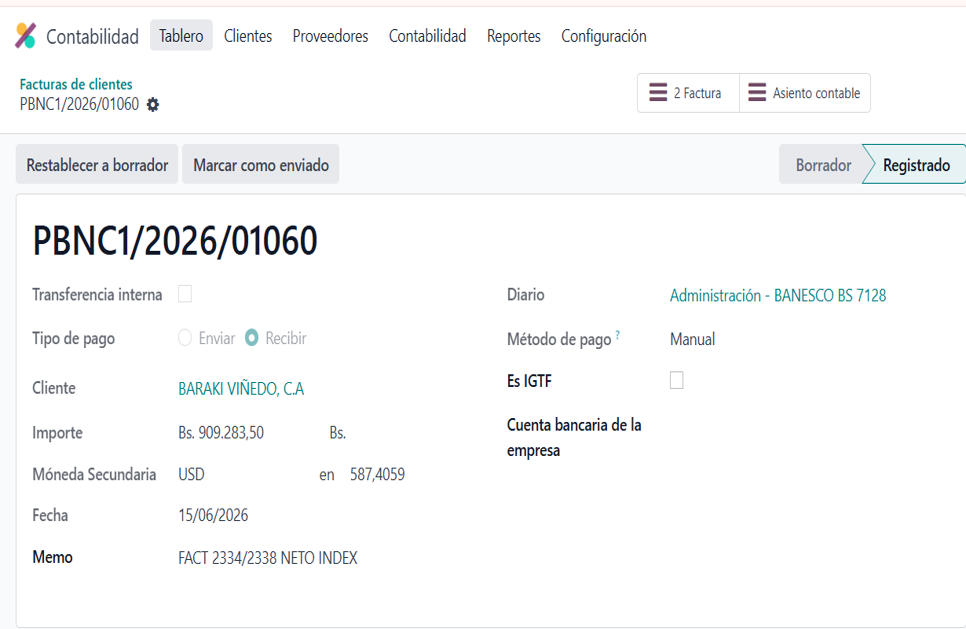 Contabilidad Tablero Clientes Proveedores Contabilidad Reportes Configuración
Facturas de clientes
PBNC1/2026/01060
2 Factura Asiento contable
Restablecer a borrador Marcar como enviado Borrador Registrado
PBNC1/2026/01060
Transferencia interna
Tipo de pago Enviar Recibir
Cliente BARAKI VIÑEDO, C.A
Importe Bs. 909.283,50 Bs.
Móneda Secundaria USD en 587,4059
Fecha 15/06/2026
Memo FACT 2334/2338 NETO INDEX
Diario Administración - BANESCO BS 7128
Método de pago ? Manual
Es IGTF
Cuenta bancaria de la
empresa